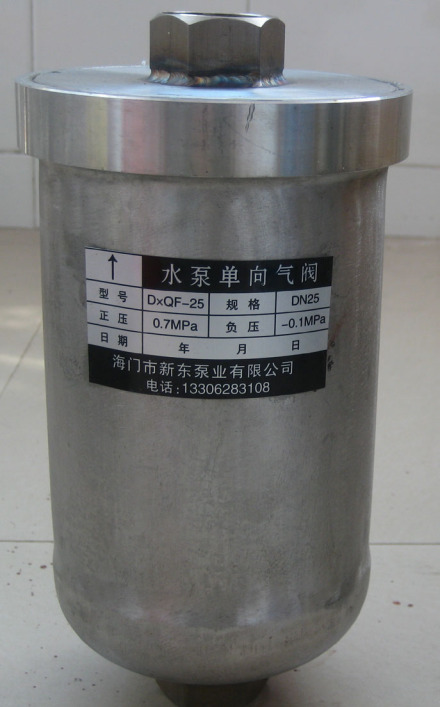 ↑ 水泵单向气阀
型号 DxQF-25 规格 DN25
正压 0.7MPa 负压 -0.1MPa
日期 年 月 日
海门市新东泵业有限公司
电话:13306283108